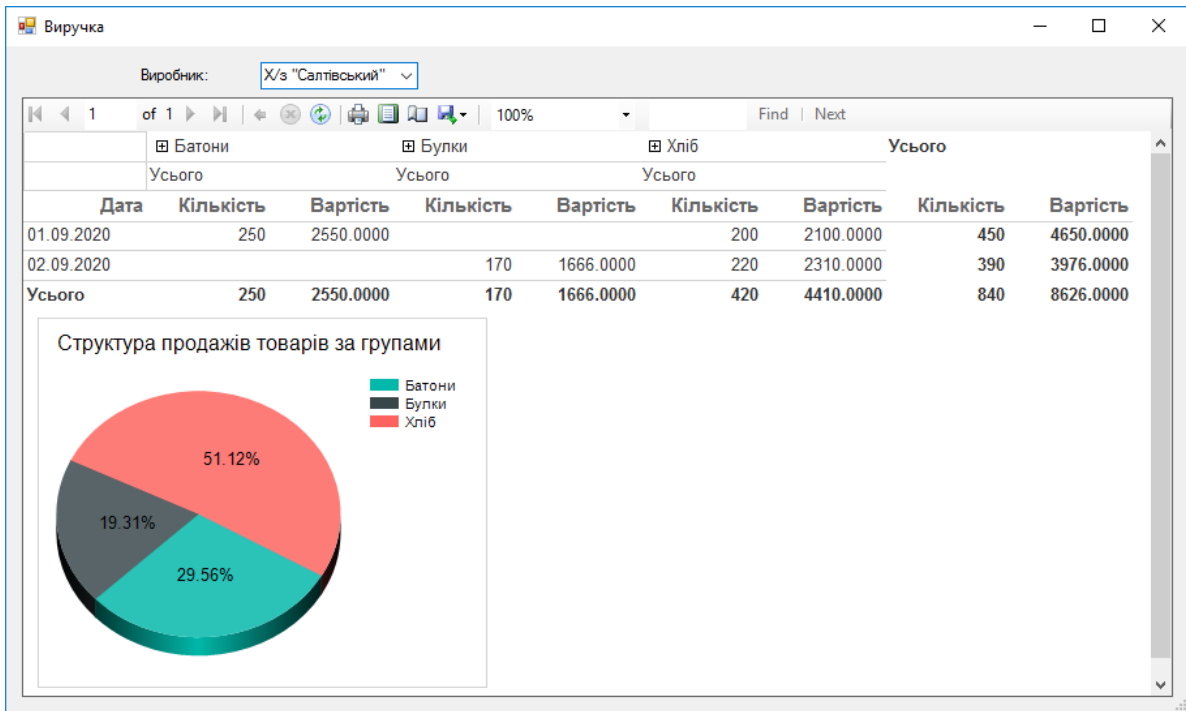 Виручка
Виробник: Х/з "Салтівський"
1 of 1 100% Find | Next
Батони Булки Хліб Усього
Усього Усього Усього
Дата Кількість Вартість Кількість Вартість Кількість Вартість Кількість Вартість
01.09.2020 250 2550.0000 200 2100.0000 450 4650.0000
02.09.2020 170 1666.0000 220 2310.0000 390 3976.0000
Усього 250 2550.0000 170 1666.0000 420 4410.0000 840 8626.0000
Структура продажів товарів за групами
Батони
Булки
Хліб
51.12%
19.31%
29.56%